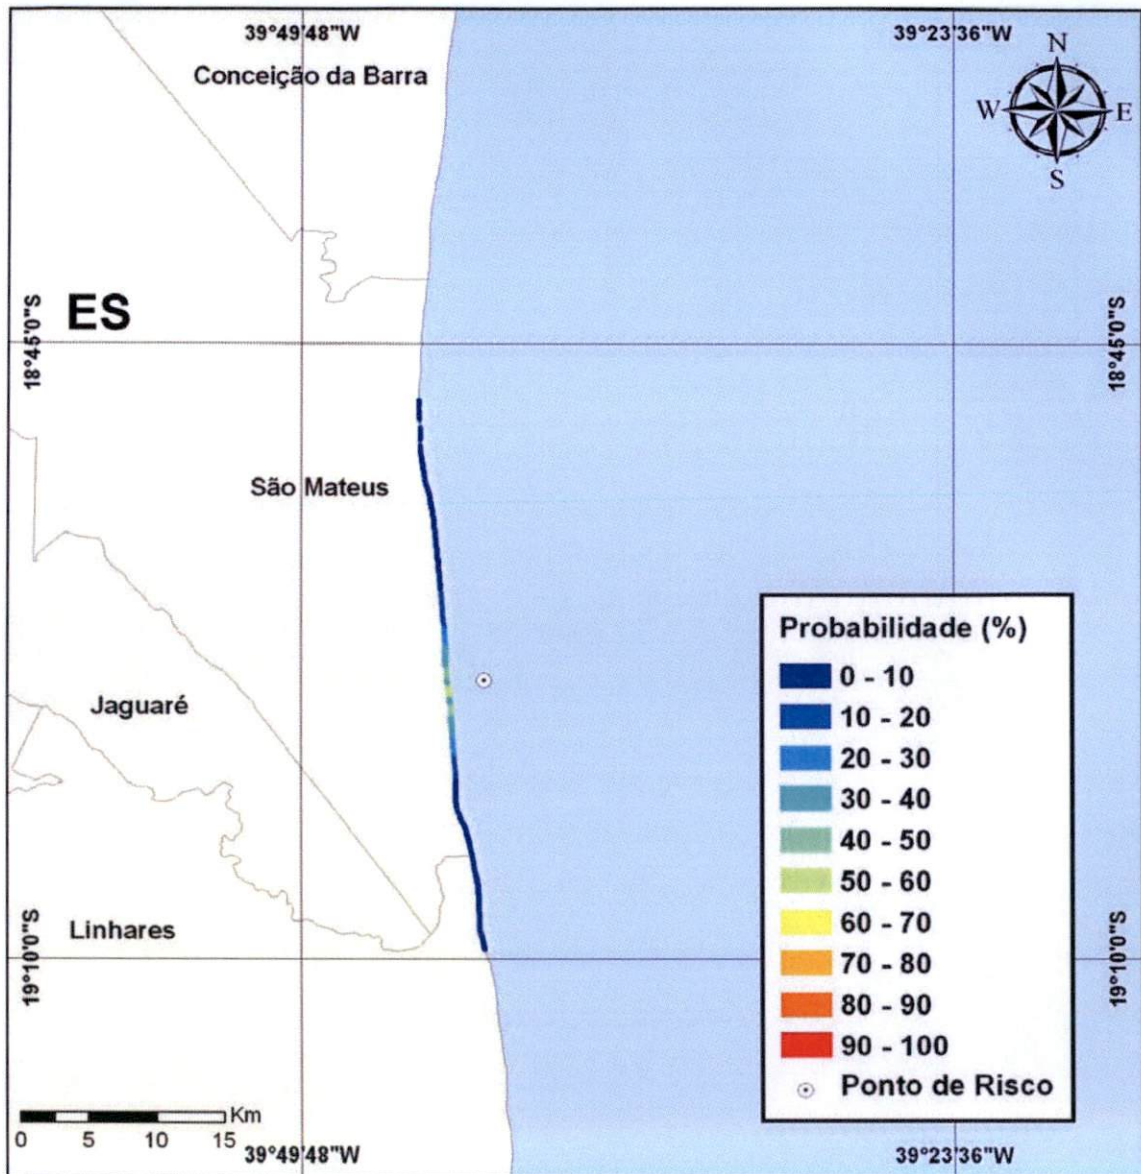 39°49'48"W
39°23'36"W
Conceição da Barra
N
W
E
S
ES
18°45'0"S
18°45'0"S
São Mateus
Probabilidade (%)
0 - 10
10 - 20
20 - 30
30 - 40
40 - 50
50 - 60
60 - 70
70 - 80
80 - 90
90 - 100
Ponto de Risco
Jaguaré
Linhares
19°10'0"S
19°10'0"S
Km
0 5 10 15
39°49'48"W
39°23'36"W